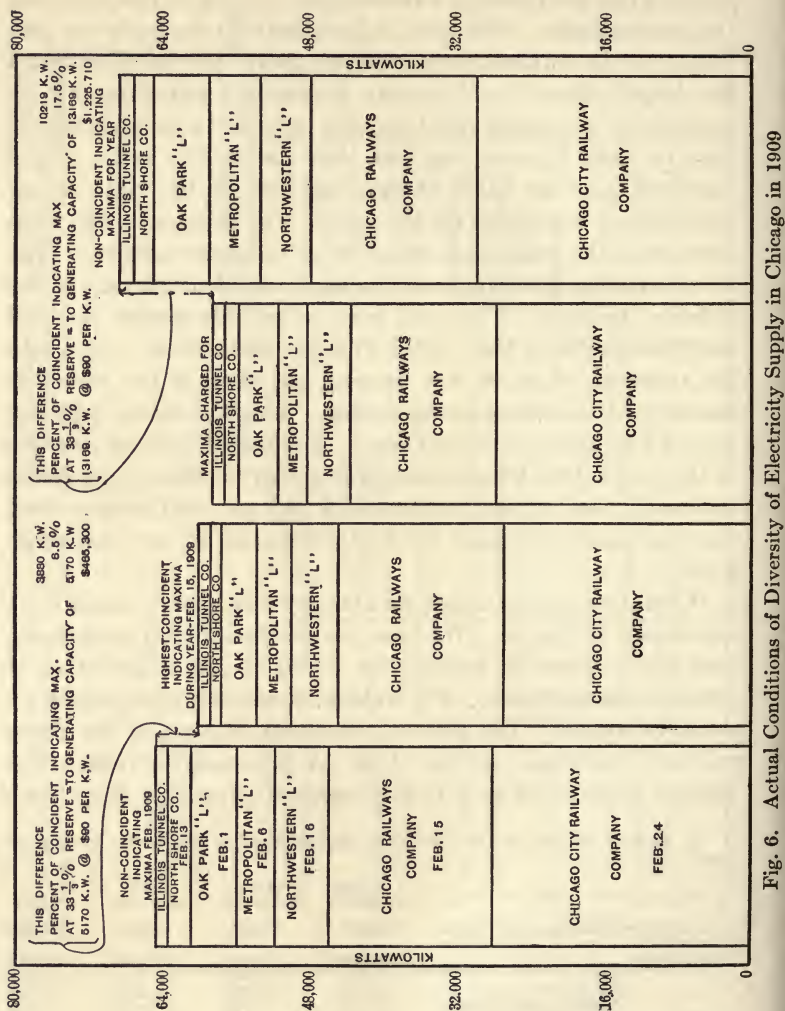 80,000
64,000
48,000
32,000
16,000
0
KILOWATTS
THIS DIFFERENCE 3880 K.W.
PERCENT OF COINCIDENT INDICATING MAX. 6.5%
AT 33 1/3% RESERVE = TO GENERATING CAPACITY OF 5170 K.W
5170 K.W. @ $90 PER K.W. $465,300
NON-COINCIDENT
INDICATING
MAXIMA FEB. 1909
ILLINOIS TUNNEL CO.
NORTH SHORE CO.
FEB. 13
OAK PARK "L",
FEB. 1
METROPOLITAN "L"
FEB. 6
NORTHWESTERN "L"
FEB. 16
CHICAGO RAILWAYS
COMPANY
FEB. 15
CHICAGO CITY RAILWAY
COMPANY
FEB. 24
HIGHEST COINCIDENT
INDICATING MAXIMA
DURING YEAR-FEB. 15, 1909
ILLINOIS TUNNEL CO.
NORTH SHORE CO
OAK PARK "L"
METROPOLITAN "L"
NORTHWESTERN "L"
CHICAGO RAILWAYS
COMPANY
CHICAGO CITY RAILWAY
COMPANY
THIS DIFFERENCE 10219 K.W.
PERCENT OF COINCIDENT INDICATING MAX 17.5%
AT 33 1/3% RESERVE = TO GENERATING CAPACITY OF 13169 K.W.
13169 K.W. @ $90 PER K.W. $1.225.710
MAXIMA CHARGED FOR
ILLINOIS TUNNEL CO.
NORTH SHORE CO.
OAK PARK "L"
METROPOLITAN "L"
NORTHWESTERN "L"
CHICAGO RAILWAYS
COMPANY
CHICAGO CITY RAILWAY
COMPANY
NON-COINCIDENT INDICATING
MAXIMA FOR YEAR
ILLINOIS TUNNEL CO.
NORTH SHORE CO.
OAK PARK "L"
METROPOLITAN "L"
NORTHWESTERN "L"
CHICAGO RAILWAYS
COMPANY
CHICAGO CITY RAILWAY
COMPANY
KILOWATTS
80,000
64,000
48,000
32,000
16,000
0
Fig. 6. Actual Conditions of Diversity of Electricity Supply in Chicago in 1909